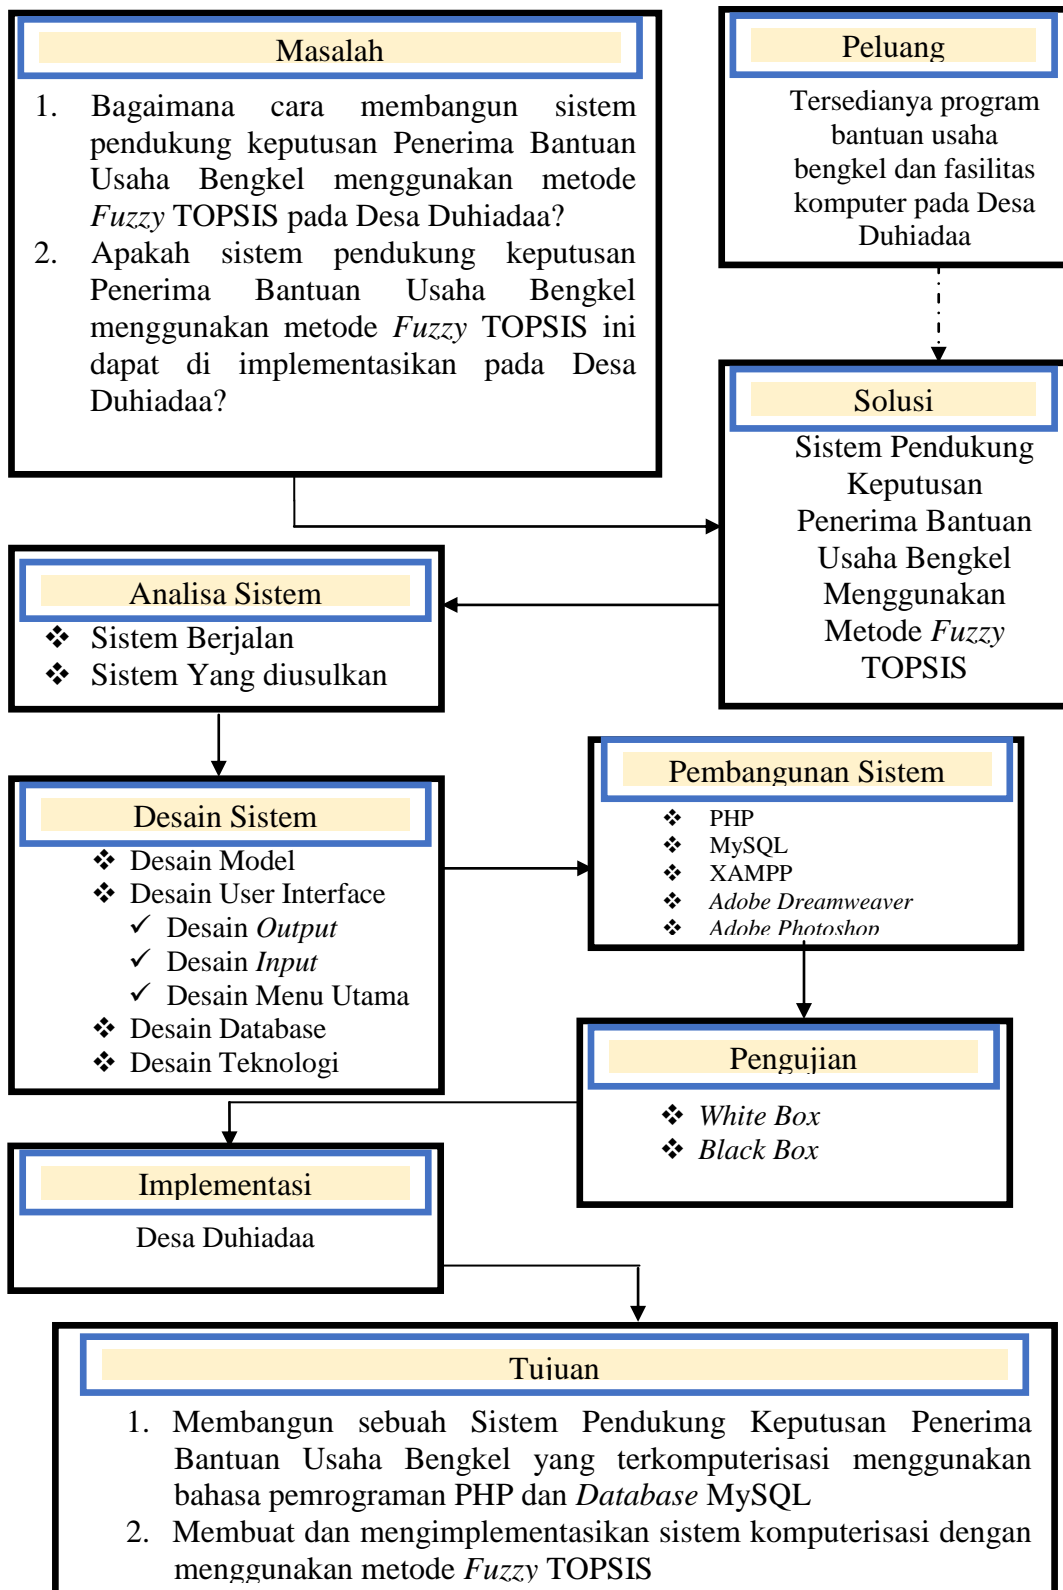 Masalah
1. Bagaimana cara membangun sistem
pendukung keputusan Penerima Bantuan
Usaha Bengkel menggunakan metode
Fuzzy TOPSIS pada Desa Duhiadaa?
2. Apakah sistem pendukung keputusan
Penerima Bantuan Usaha Bengkel
menggunakan metode Fuzzy TOPSIS ini
dapat di implementasikan pada Desa
Duhiadaa?
Peluang
Tersedianya program
bantuan usaha
bengkel dan fasilitas
komputer pada Desa
Duhiadaa
Solusi
Sistem Pendukung
Keputusan
Penerima Bantuan
Usaha Bengkel
Menggunakan
Metode Fuzzy
TOPSIS
Analisa Sistem
❖ Sistem Berjalan
❖ Sistem Yang diusulkan
Desain Sistem
❖ Desain Model
❖ Desain User Interface
✓ Desain Output
✓ Desain Input
✓ Desain Menu Utama
❖ Desain Database
❖ Desain Teknologi
Pembangunan Sistem
❖ PHP
❖ MySQL
❖ XAMPP
❖ Adobe Dreamweaver
❖ Adobe Photoshop
Pengujian
❖ White Box
❖ Black Box
Implementasi
Desa Duhiadaa
Tujuan
1. Membangun sebuah Sistem Pendukung Keputusan Penerima
Bantuan Usaha Bengkel yang terkomputerisasi menggunakan
bahasa pemrograman PHP dan Database MySQL
2. Membuat dan mengimplementasikan sistem komputerisasi dengan
menggunakan metode Fuzzy TOPSIS